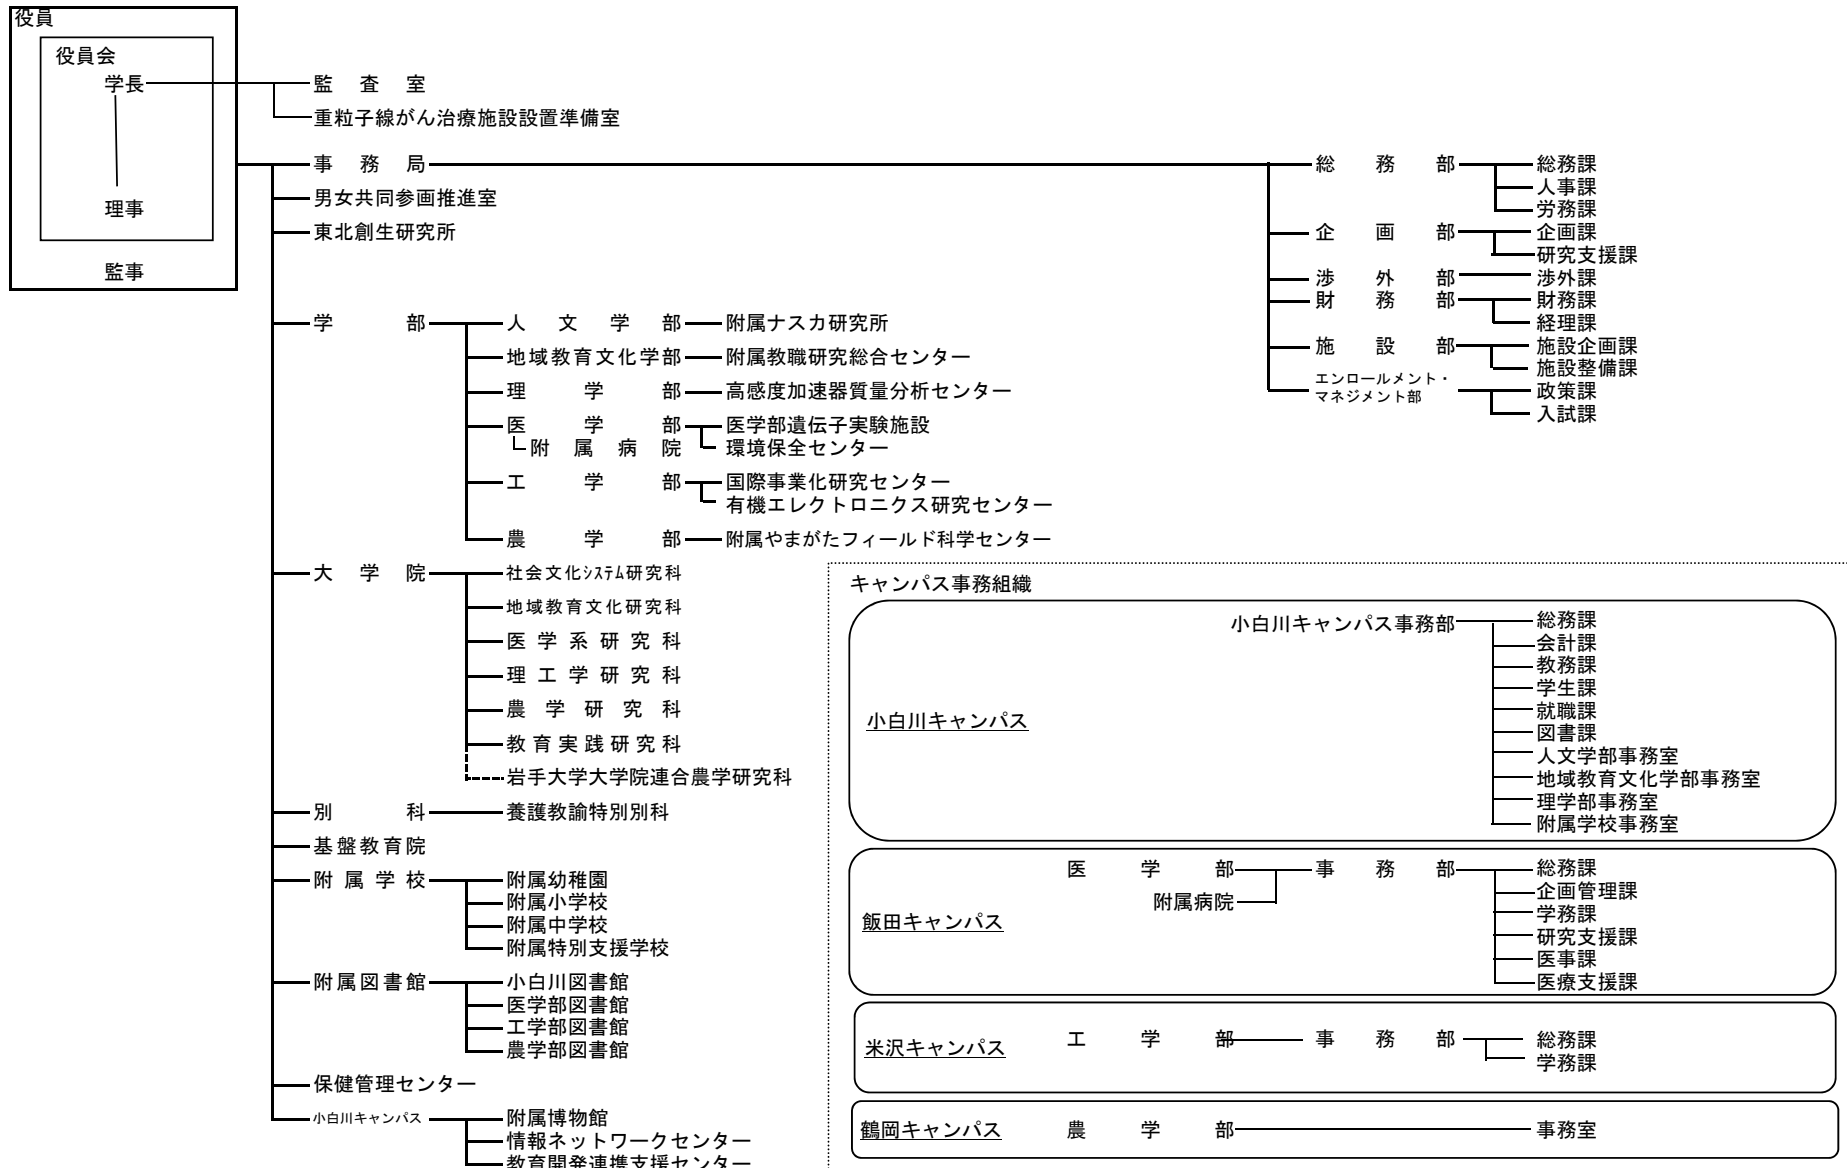 役員
役員会
学長
理事
監事
監査室
重粒子線がん治療施設設置準備室
事務局
男女共同参画推進室
東北創生研究所
総務部
総務課
人事課
労務課
企画部
企画課
研究支援課
渉外部
渉外課
財務部
財務課
経理課
施設部
施設企画課
施設整備課
エンロールメント・
マネジメント部
政策課
入試課
学部
人文学部
附属ナスカ研究所
地域教育文化学部
附属教職研究総合センター
理学部
高感度加速器質量分析センター
医学部
医学部遺伝子実験施設
附属病院
環境保全センター
工学部
国際事業化研究センター
有機エレクトロニクス研究センター
農学部
附属やまがたフィールド科学センター
大学院
社会文化ｼｽﾃﾑ研究科
地域教育文化研究科
医学系研究科
理工学研究科
農学研究科
教育実践研究科
岩手大学大学院連合農学研究科
別科
養護教諭特別別科
基盤教育院
附属学校
附属幼稚園
附属小学校
附属中学校
附属特別支援学校
附属図書館
小白川図書館
医学部図書館
工学部図書館
農学部図書館
保健管理センター
小白川キャンパス
附属博物館
情報ネットワークセンター
教育開発連携支援センター
キャンパス事務組織
小白川キャンパス
小白川キャンパス事務部
総務課
会計課
教務課
学生課
就職課
図書課
人文学部事務室
地域教育文化学部事務室
理学部事務室
附属学校事務室
飯田キャンパス
医学部
附属病院
事務部
総務課
企画管理課
学務課
研究支援課
医事課
医療支援課
米沢キャンパス
工学部
事務部
総務課
学務課
鶴岡キャンパス
農学部
事務室